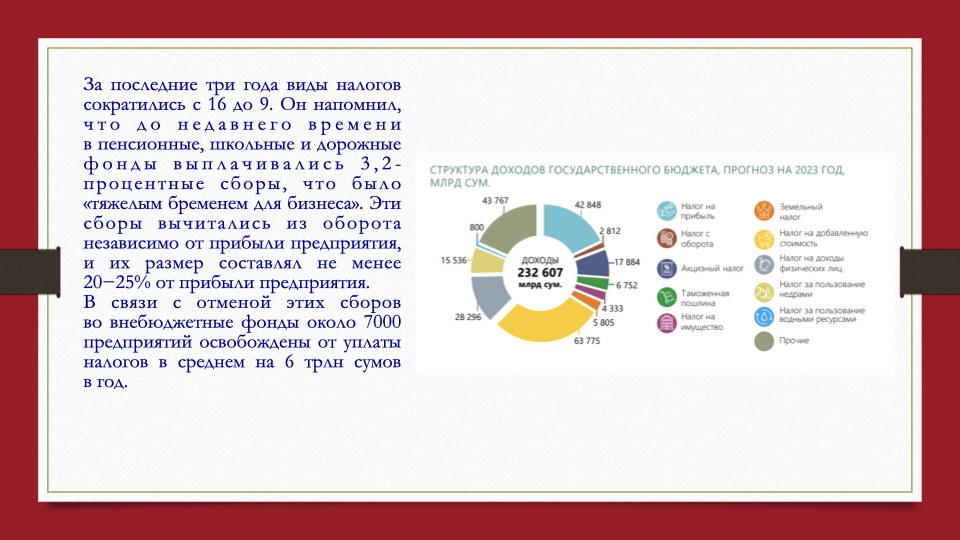 За последние три года виды налогов
сократились с 16 до 9. Он напомнил,
что до недавнего времени
в пенсионные, школьные и дорожные
фонды выплачивались 3,2-
процентные сборы, что было
«тяжелым бременем для бизнеса». Эти
сборы вычитались из оборота
независимо от прибыли предприятия,
и их размер составлял не менее
20–25% от прибыли предприятия.
В связи с отменой этих сборов
во внебюджетные фонды около 7000
предприятий освобождены от уплаты
налогов в среднем на 6 трлн сумов
в год.
СТРУКТУРА ДОХОДОВ ГОСУДАРСТВЕННОГО БЮДЖЕТА, ПРОГНОЗ НА 2023 ГОД,
МЛРД СУМ.
43 767
42 848
800
2 812
15 536
17 884
ДОХОДЫ
232 607
млрд сум.
6 752
4 333
28 296
5 805
63 775
Налог на
прибыль
Налог с
оборота
Акцизный налог
Таможенная
пошлина
Налог на
имущество
Земельный
налог
Налог на добавленную
стоимость
Налог на доходы
физических лиц
Налог за пользование
недрами
Налог за пользование
водными ресурсами
Прочие